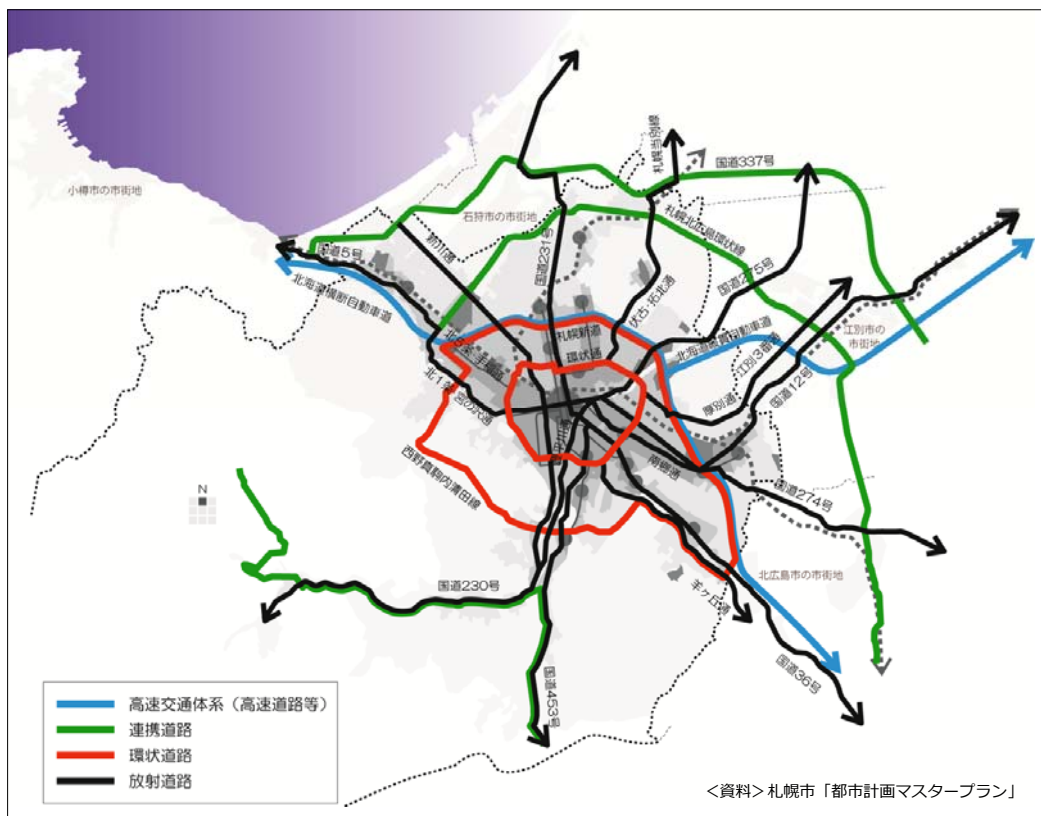 小樽市の市街地
石狩市の市街地
札幌当別線
国道337号
札幌北広島環状線
国道5号
新川通
国道231号
国道275号
北海道横断自動車道
伏古・拓北通
江別市の
市街地
札幌新道
環状通
北海道縦貫自動車道
江別3番通
国道12号
厚別通
北1条・宮の沢通
南郷通
西野真駒内清田線
国道274号
N
北広島市の市街地
羊ヶ丘通
国道230号
国道36号
国道453号
高速交通体系(高速道路等)
連携道路
環状道路
放射道路
<資料>札幌市「都市計画マスタープラン」